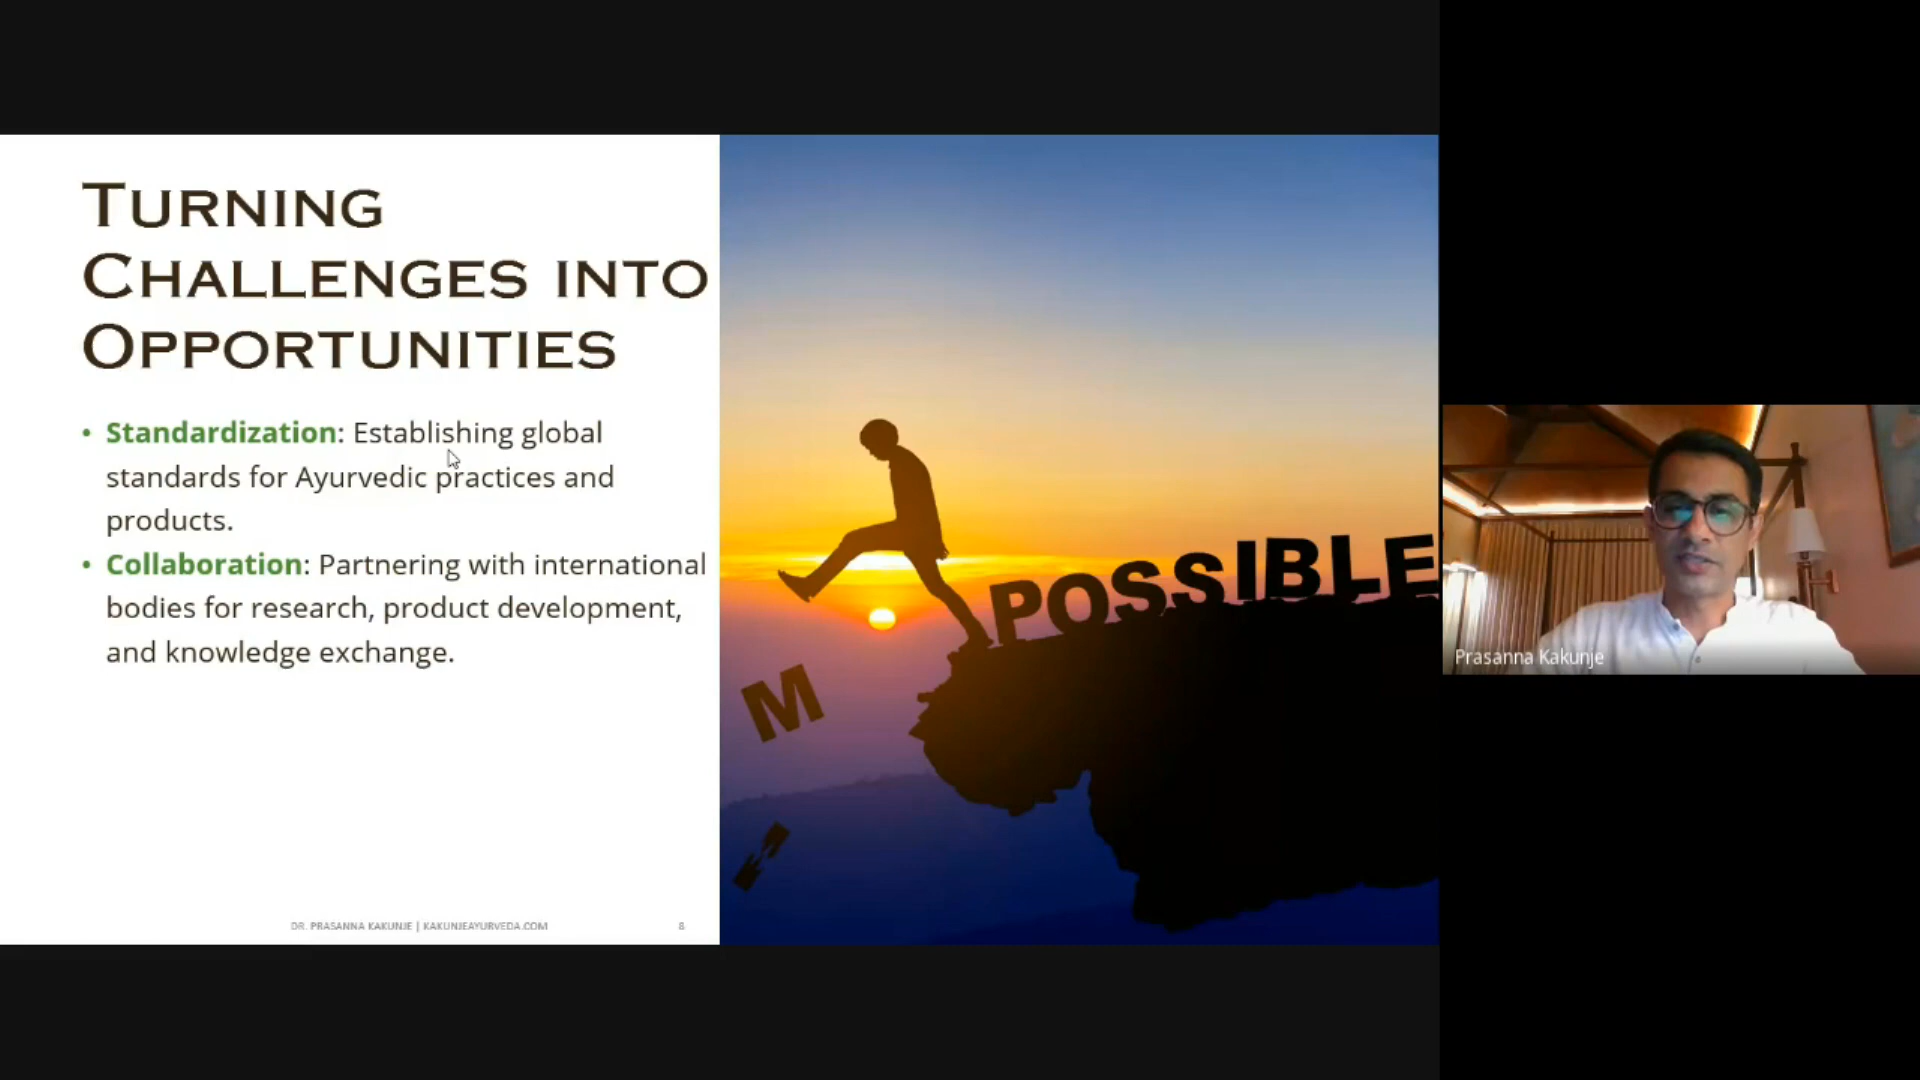 TURNING
CHALLENGES INTO
OPPORTUNITIES
• Standardization: Establishing global
standards for Ayurvedic practices and
products.
• Collaboration: Partnering with international
bodies for research, product development,
and knowledge exchange.
DR. PRASANNA KAKUNJE | KAKUNJEAYURVEDA.COM
8
POSSIBLE
M
Prasanna Kakunje